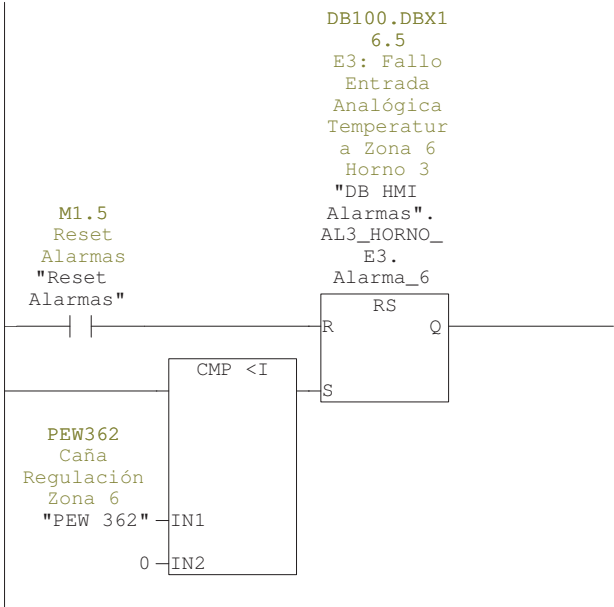 DB100.DBX1
6.5
E3: Fallo
Entrada
Analógica
Temperatur
a Zona 6
Horno 3
"DB HMI
Alarmas".
AL3_HORNO_
E3.
Alarma_6
M1.5
Reset
Alarmas
"Reset
Alarmas"
RS
R Q
CMP <I
S
PEW362
Caña
Regulación
Zona 6
"PEW 362" IN1
0 IN2